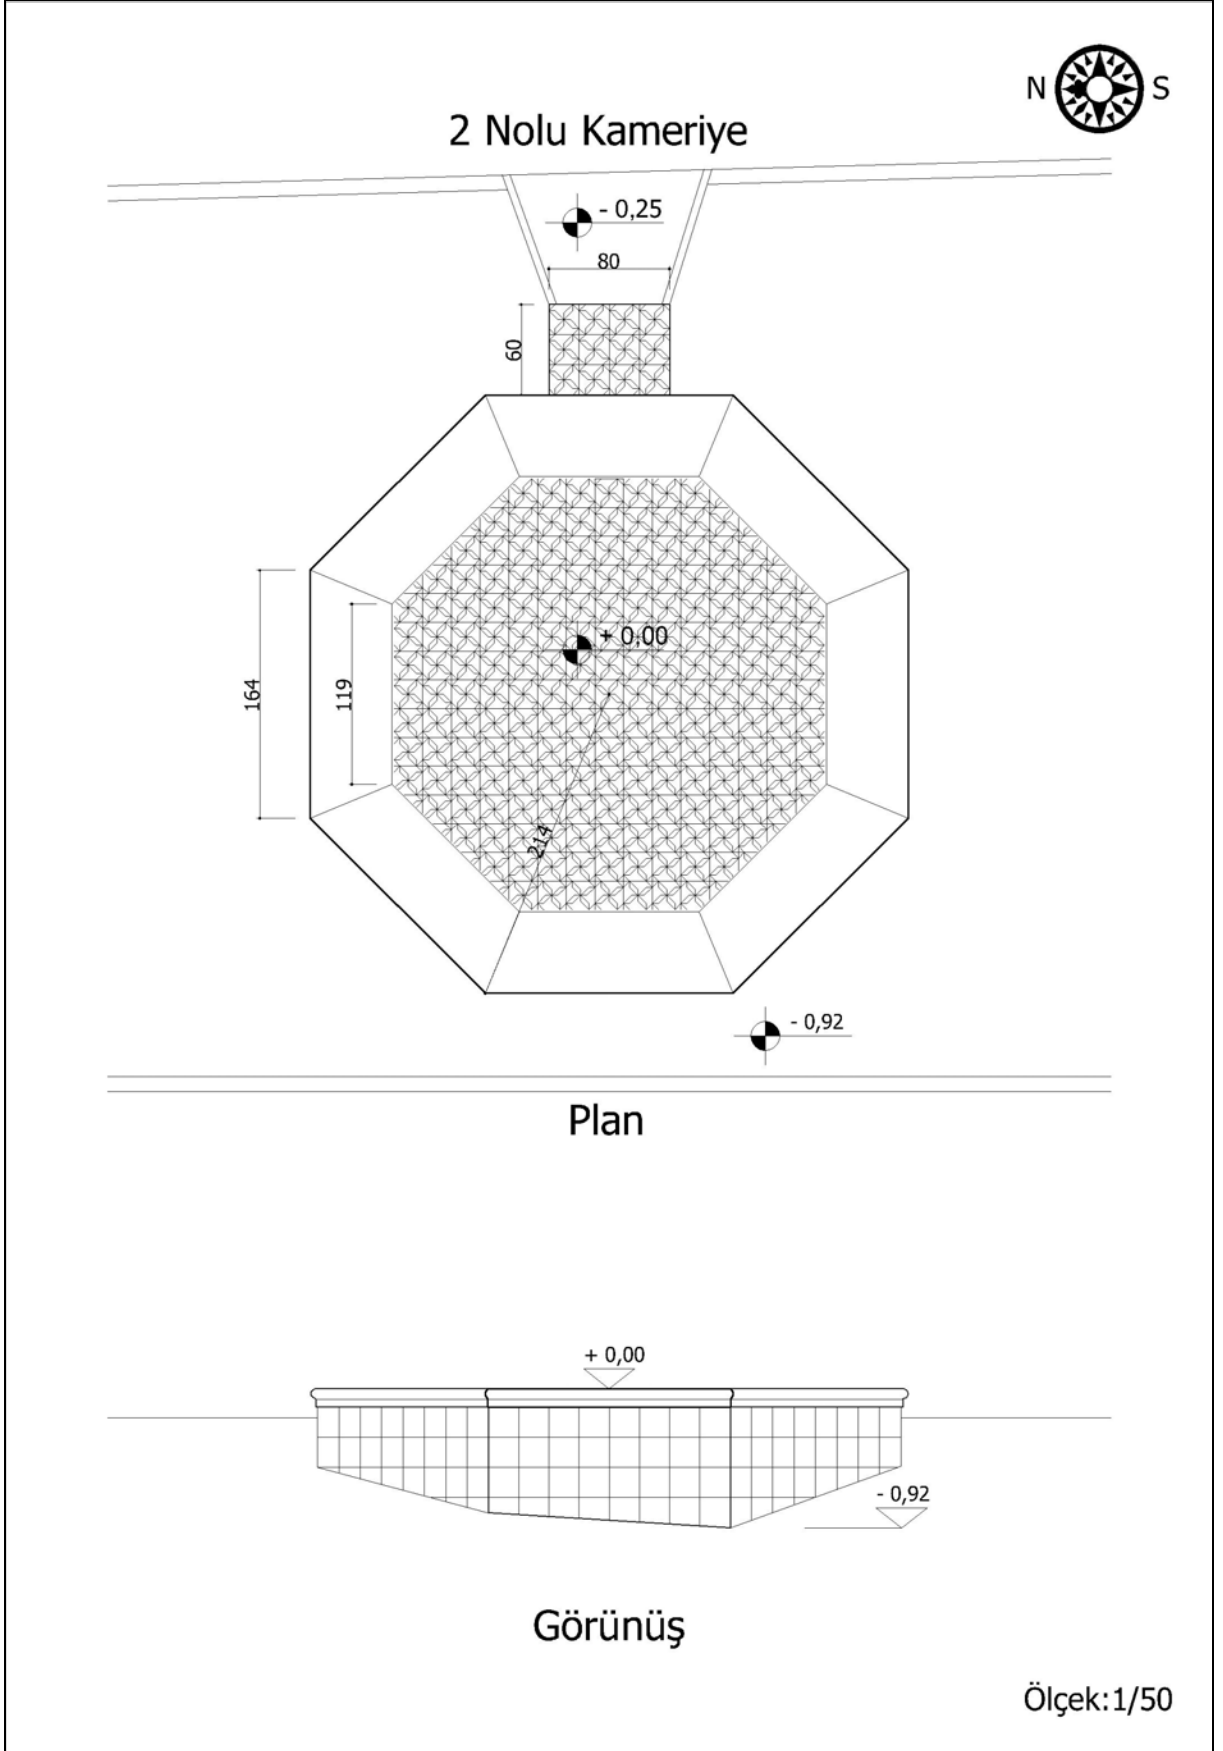 N S
2 Nolu Kameriye
- 0,25
80
60
+ 0,00
164
119
214
- 0,92
Plan
+ 0,00
- 0,92
Görünüş
Ölçek:1/50